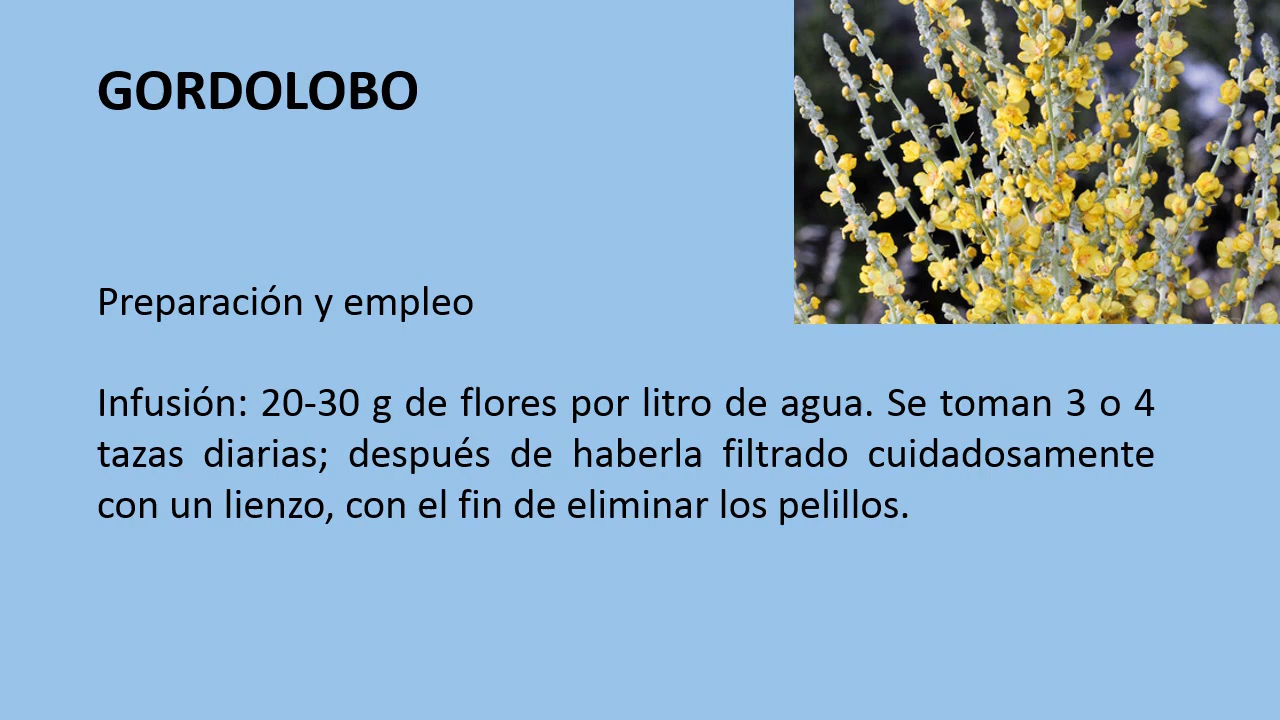 GORDOLOBO
Preparación y empleo
Infusión: 20-30 g de flores por litro de agua. Se toman 3 o 4
tazas diarias; después de haberla filtrado cuidadosamente
con un lienzo, con el fin de eliminar los pelillos.